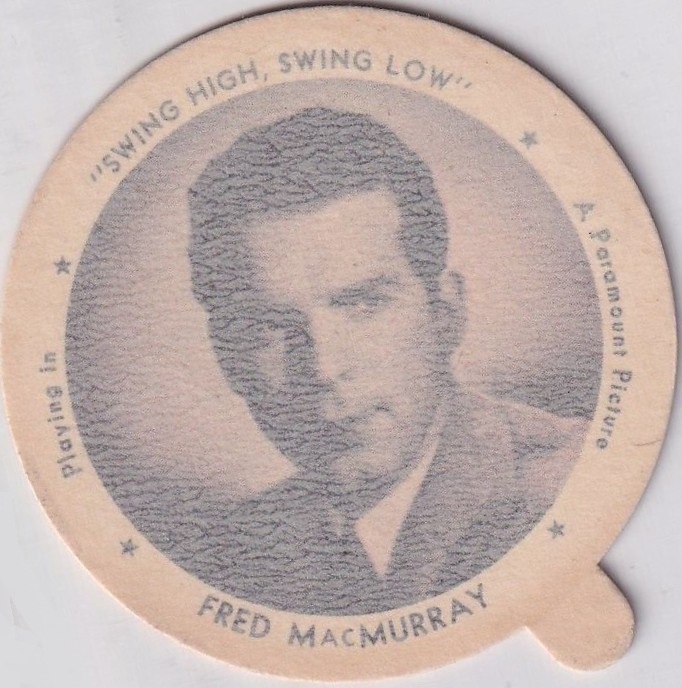 Playing in
"SWING HIGH, SWING LOW"
A Paramount Picture
FRED MACMURRAY